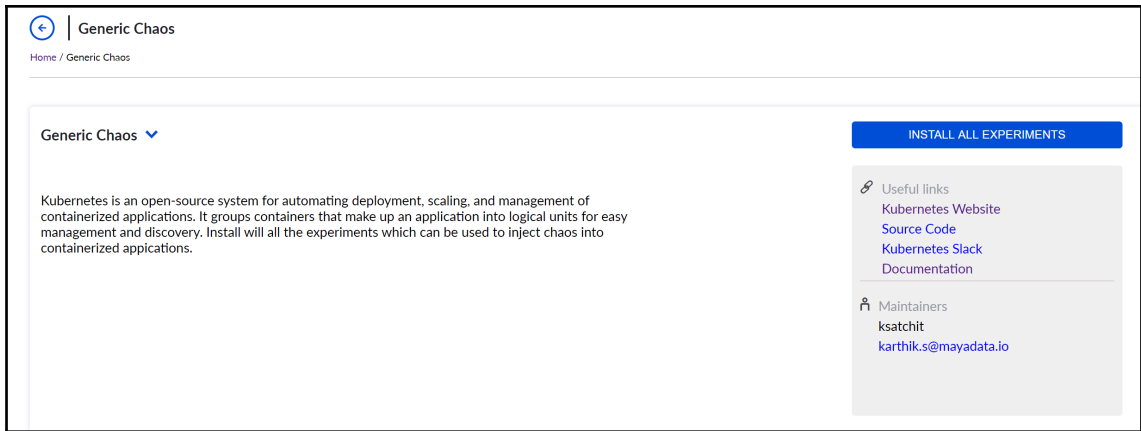 Generic Chaos
Home / Generic Chaos
Generic Chaos
INSTALL ALL EXPERIMENTS
Kubernetes is an open-source system for automating deployment, scaling, and management of
containerized applications. It groups containers that make up an application into logical units for easy
management and discovery. Install will all the experiments which can be used to inject chaos into
containerized appications.
Useful links
Kubernetes Website
Source Code
Kubernetes Slack
Documentation
Maintainers
ksatchit
karthik.s@mayadata.io